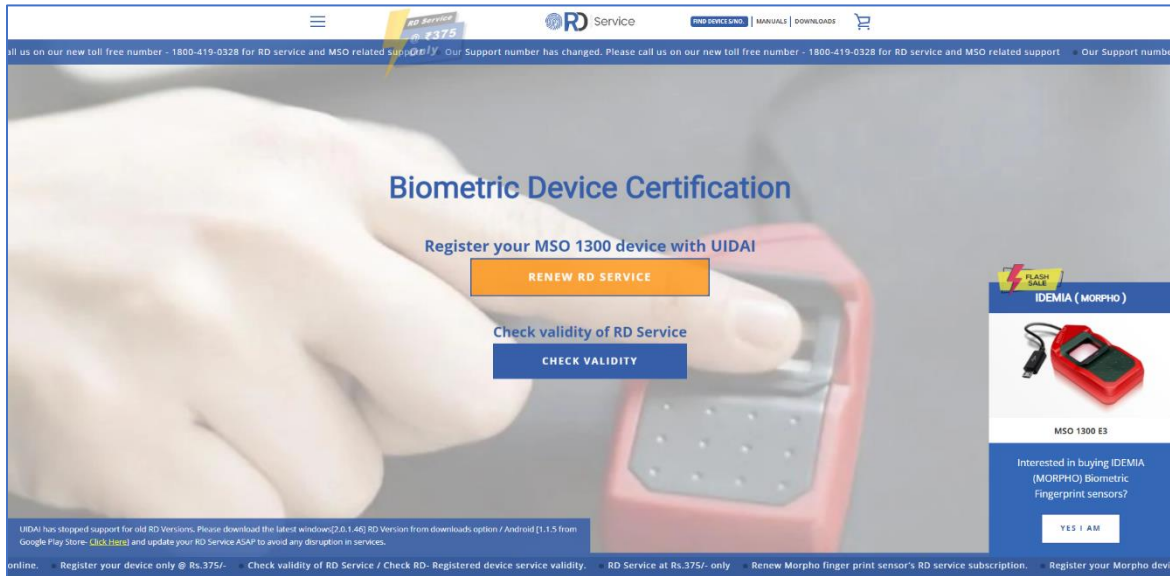 RD Service
@ ₹375
Only
RD Service
FIND DEVICE S/NO. | MANUALS | DOWNLOADS
all us on our new toll free number - 1800-419-0328 for RD service and MSO related support Our Support number has changed. Please call us on our new toll free number - 1800-419-0328 for RD service and MSO related support Our Support numbe
Biometric Device Certification
Register your MSO 1300 device with UIDAI
RENEW RD SERVICE
Check validity of RD Service
CHECK VALIDITY
FLASH
SALE
IDEMIA ( MORPHO )
MSO 1300 E3
Interested in buying IDEMIA
(MORPHO) Biometric
Fingerprint sensors?
YES I AM
UIDAI has stopped support for old RD Versions. Please download the latest windows[2.0.1.46] RD Version from downloads option / Android [1.1.5 from
Google Play Store- Click Here] and update your RD Service ASAP to avoid any disruption in services.
online. Register your device only @ Rs.375/- Check validity of RD Service / Check RD- Registered device service validity. RD Service at Rs.375/- only Renew Morpho finger print sensor's RD service subscription. Register your Morpho devi